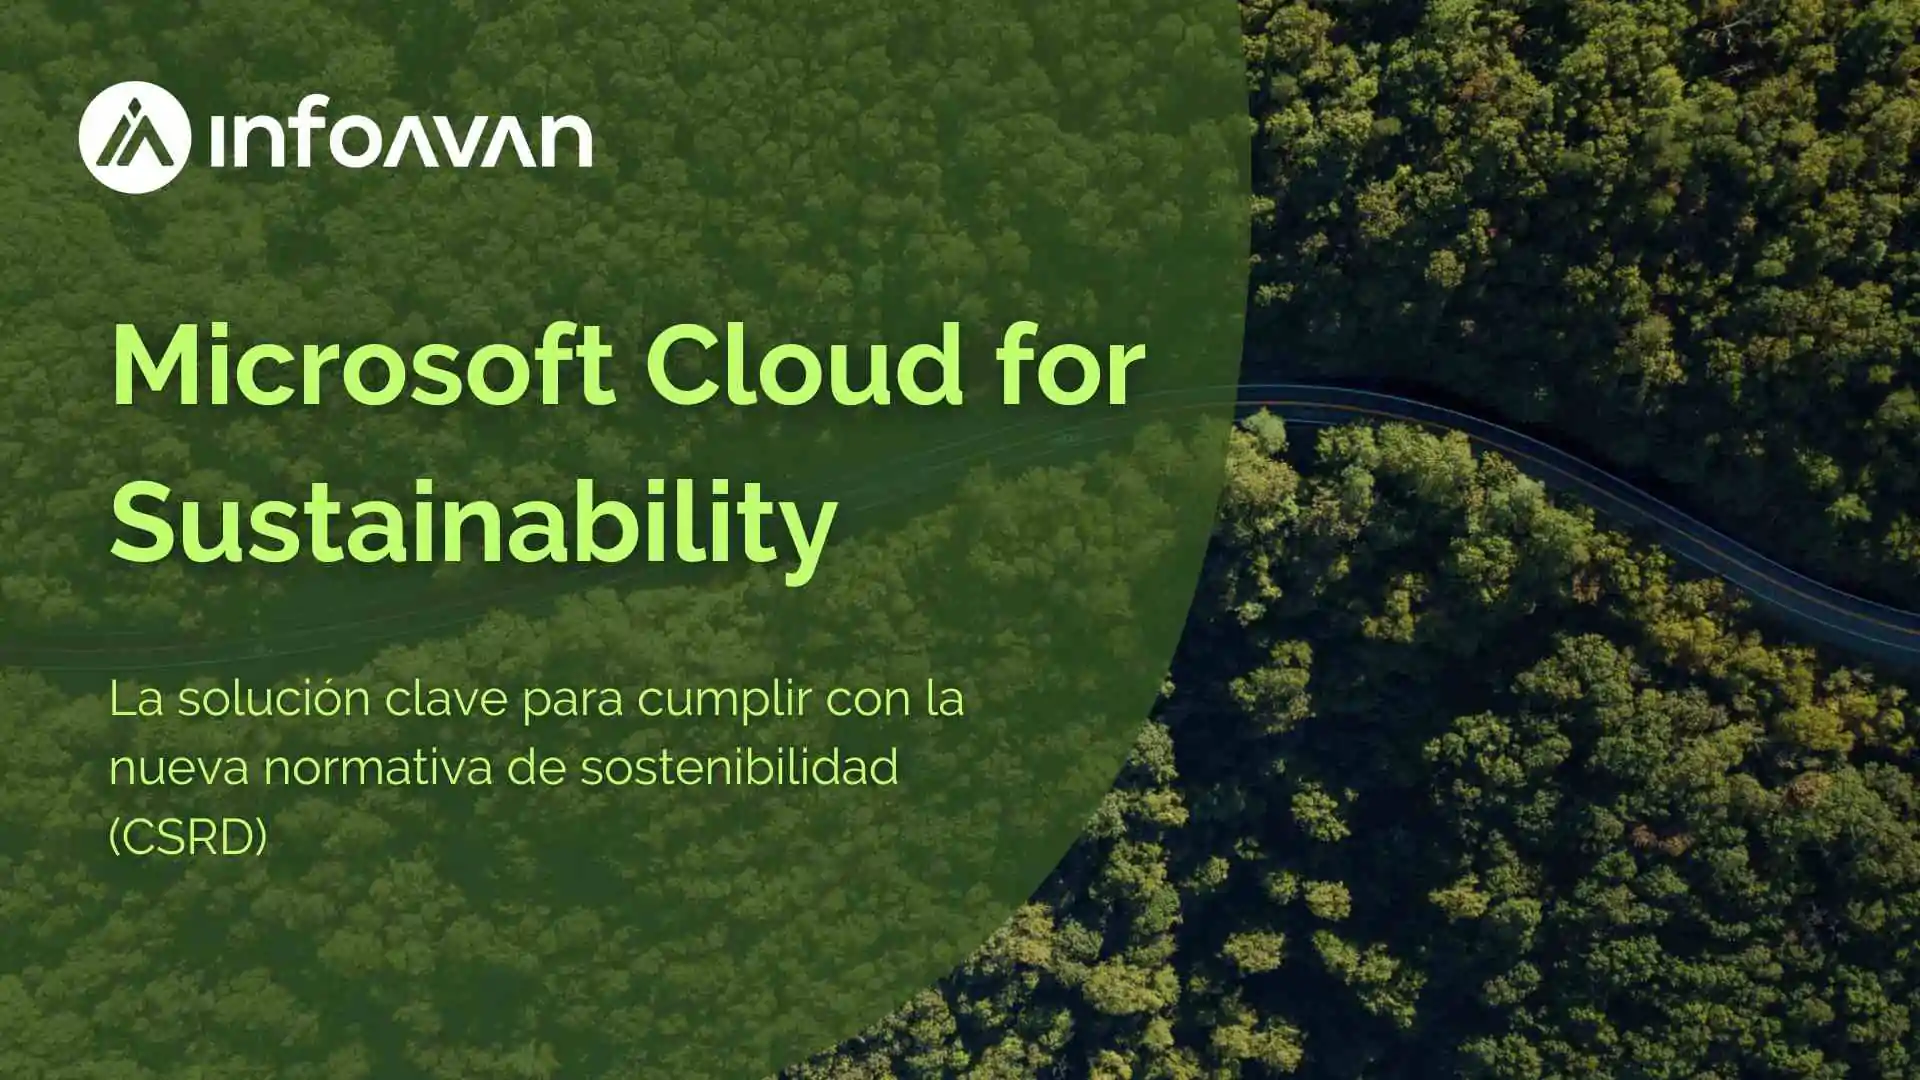 infoavan
Microsoft Cloud for
Sustainability
La solución clave para cumplir con la
nueva normativa de sostenibilidad
(CSRD)